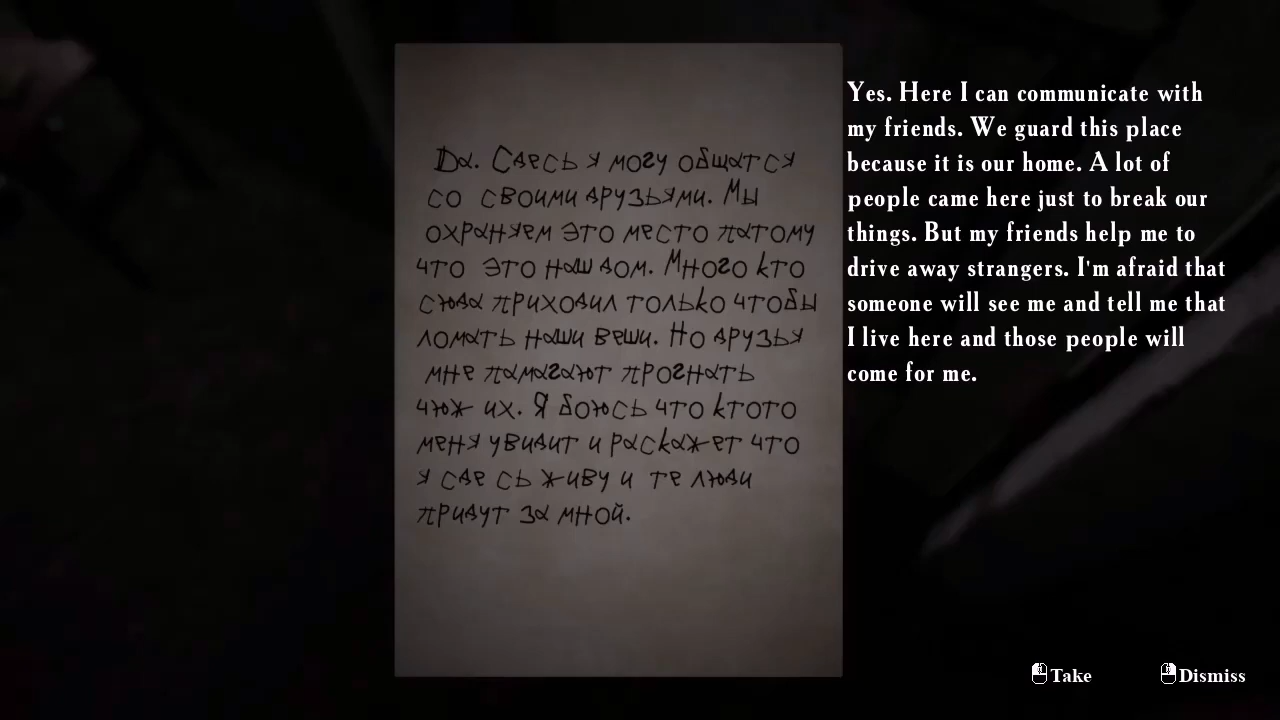 Да. Сдесь я могу общатся
со своими друзьями. Мы
охраняем это место патому
что это наш дом. Много кто
сюда приходил только чтобы
ломать наши веши. Но друзья
мне памагают прогнать
чюж их. Я боюсь что ктото
меня увидит и раскажет что
я сде сь живу и те люди
придут за мной.
Yes. Here I can communicate with
my friends. We guard this place
because it is our home. A lot of
people came here just to break our
things. But my friends help me to
drive away strangers. I'm afraid that
someone will see me and tell me that
I live here and those people will
come for me.
Take
Dismiss